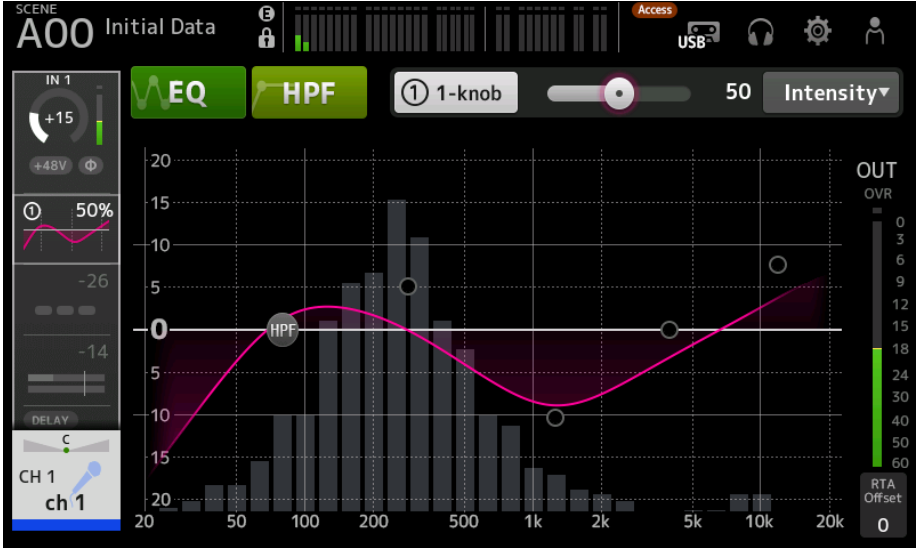 SCENE
A00 Initial Data
E
Access
USB
IN 1
+15
+48V Φ
1 50%
-26
-14
DELAY
C
CH 1
ch 1
EQ
HPF
1 1-knob
50
Intensity
20
15
10
5
0
5
10
15
20
HPF
20 50 100 200 500 1k 2k 5k 10k 20k
OUT
OVR
0
3
6
9
12
15
18
24
30
40
50
60
RTA
Offset
0